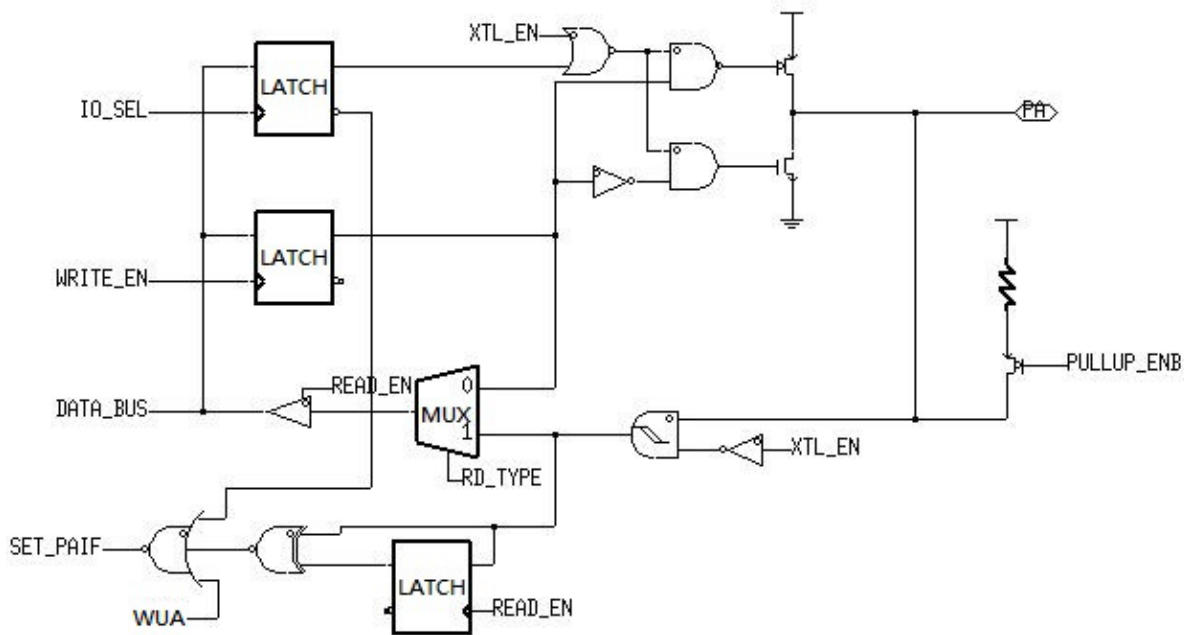 XTL_EN
LATCH
IO_SEL
PA
LATCH
WRITE_EN
PULLUP_ENB
READ_EN
0
DATA_BUS
MUX
1
XTL_EN
RD_TYPE
SET_PAIF
LATCH
READ_EN
WUA